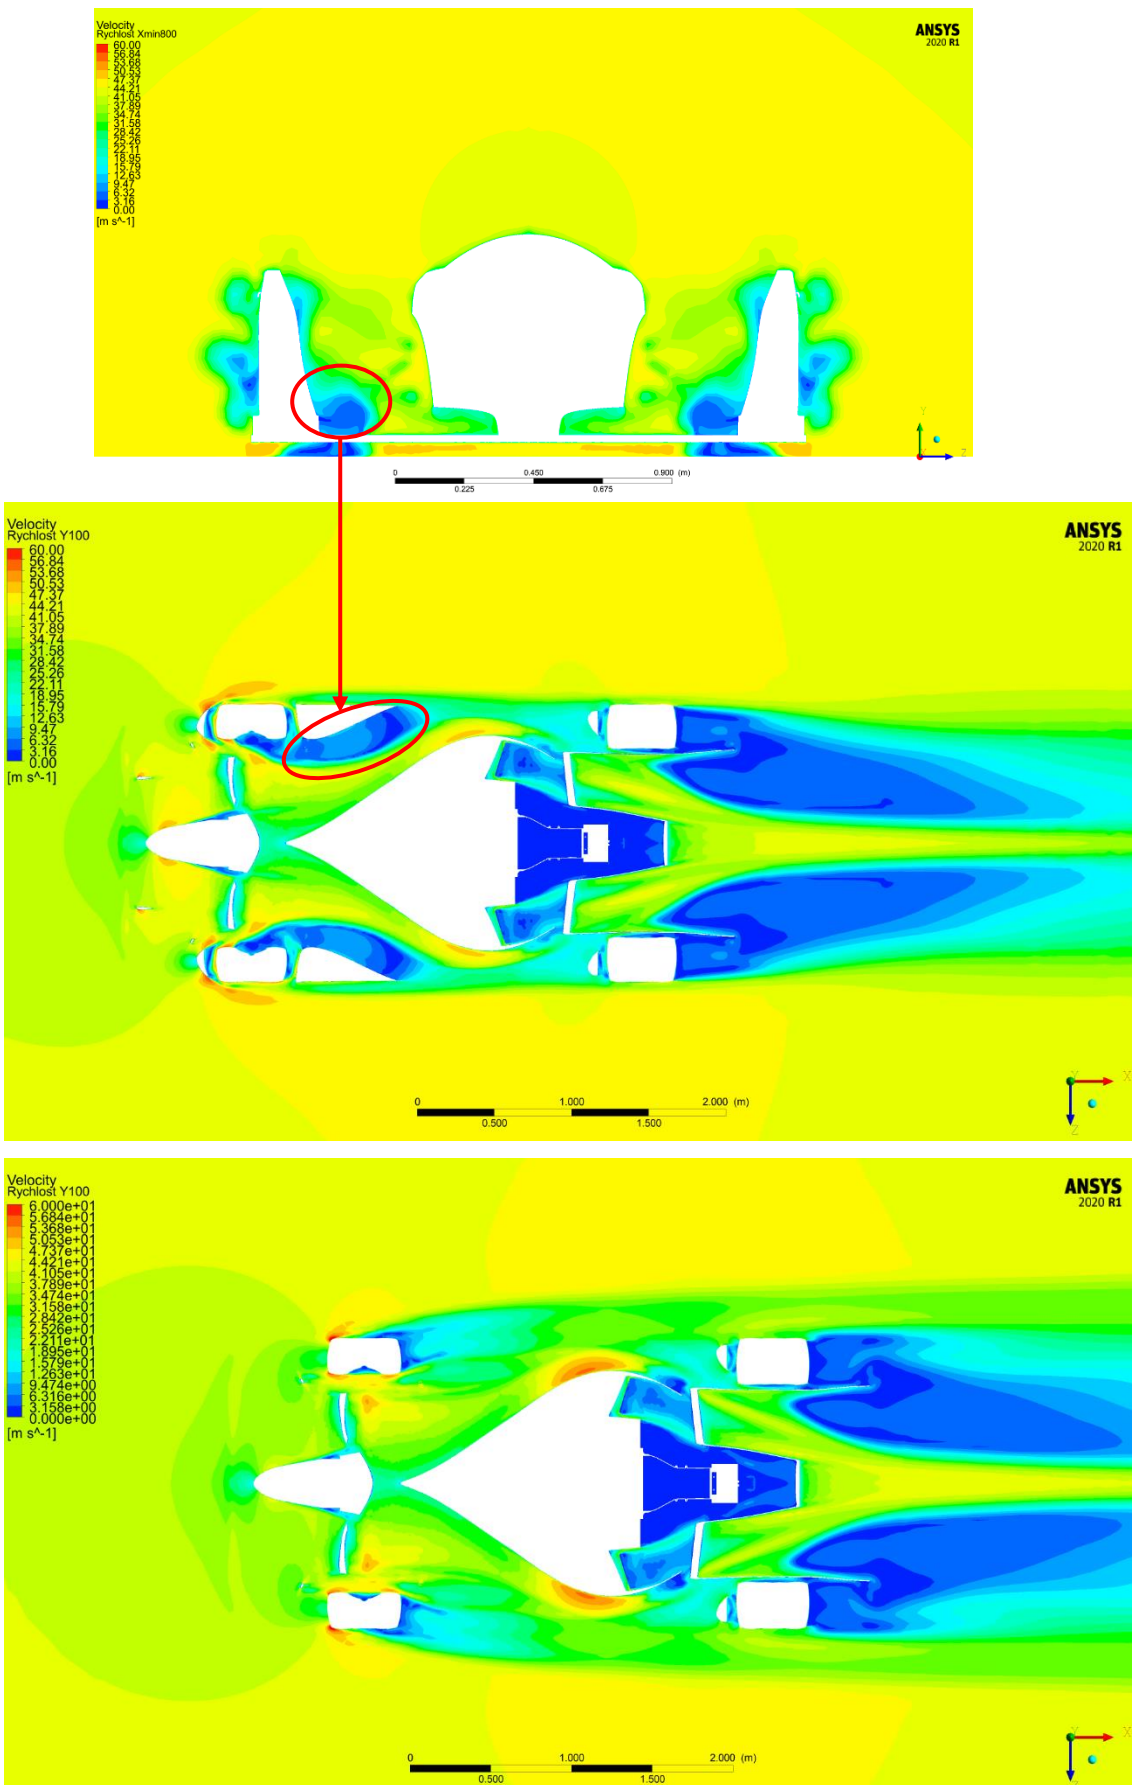 Velocity
Rychlost Xmin800
60.00
56.84
53.68
50.53
47.37
44.21
41.05
37.89
34.74
31.58
28.42
25.26
22.11
18.95
15.79
12.63
9.47
6.32
3.16
0.00
[m s^-1]
ANSYS
2020 R1
Y
Z
0 0.450 0.900 (m)
0.225 0.675
Velocity
Rychlost Y100
60.00
56.84
53.68
50.53
47.37
44.21
41.05
37.89
34.74
31.58
28.42
25.26
22.11
18.95
15.79
12.63
9.47
6.32
3.16
0.00
[m s^-1]
ANSYS
2020 R1
0 1.000 2.000 (m)
0.500 1.500
Y X
Z
Velocity
Rychlost Y100
6.000e+01
5.684e+01
5.368e+01
5.053e+01
4.737e+01
4.421e+01
4.105e+01
3.789e+01
3.474e+01
3.158e+01
2.842e+01
2.526e+01
2.211e+01
1.895e+01
1.579e+01
1.263e+01
9.474e+00
6.316e+00
3.158e+00
0.000e+00
[m s^-1]
ANSYS
2020 R1
0 1.000 2.000 (m)
0.500 1.500
Y X
Z